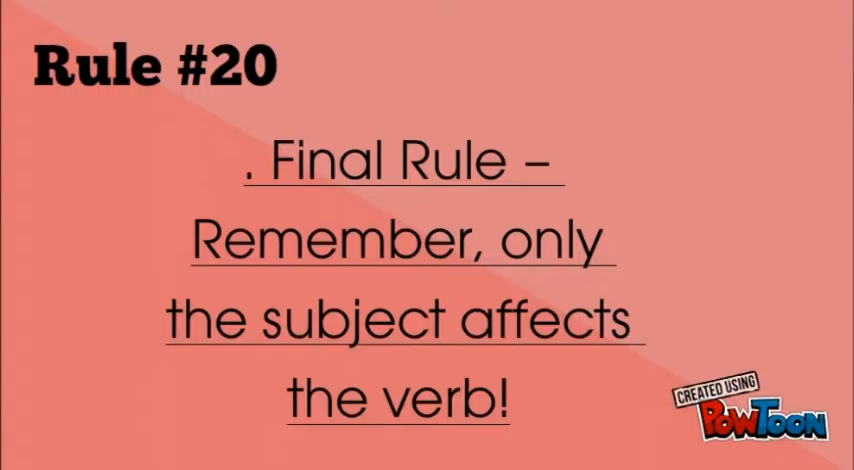 Rule #20
. Final Rule –
Remember, only
the subject affects
the verb!
CREATED USING
POWTOON